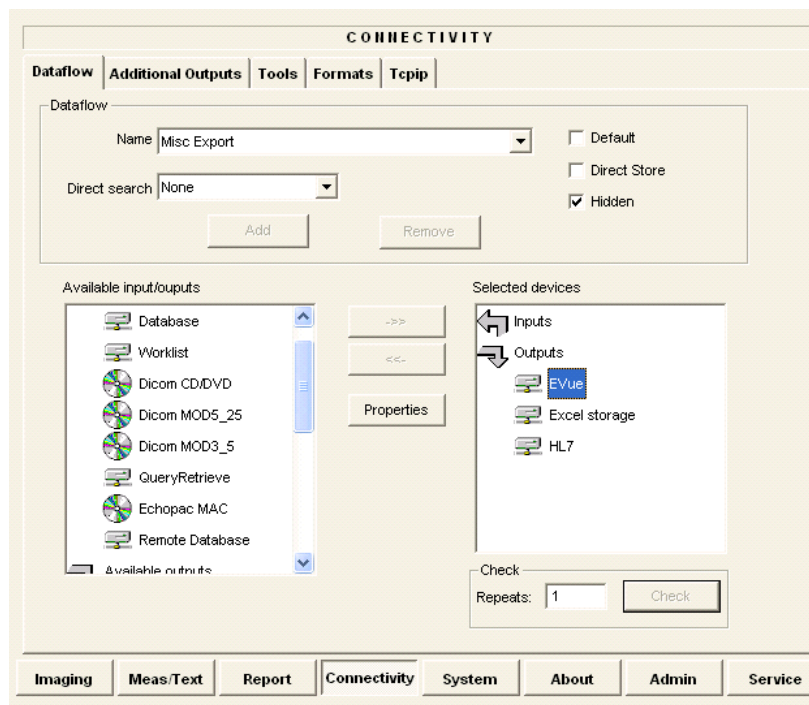 CONNECTIVITY
Dataflow Additional Outputs Tools Formats Tcpip
Dataflow
Name Misc Export Default
Direct Store
Direct search None
Hidden
Add Remove
Available input/ouputs Selected devices
Database ->> Inputs
Worklist <<- Outputs
Dicom CD/DVD EVue
Dicom MOD5_25 Properties Excel storage
Dicom MOD3_5 HL7
QueryRetrieve
Echopac MAC
Remote Database
Available outputs
Check
Repeats: 1 Check
Imaging Meas/Text Report Connectivity System About Admin Service